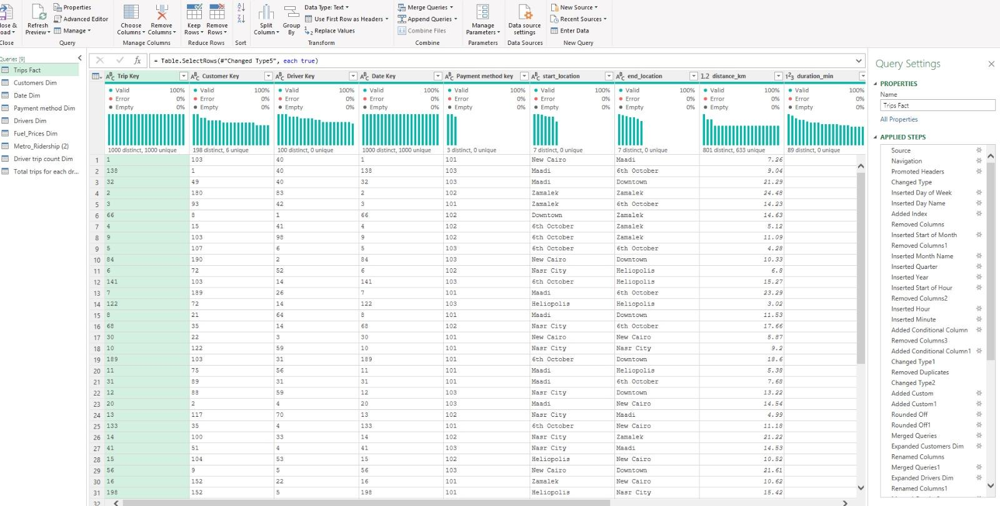 Properties
Advanced Editor
Manage
Refresh
Preview
Query
Choose
Columns
Remove
Columns
Manage Columns
Keep
Rows
Remove
Rows
Reduce Rows
Sort
Split
Column
Group
By
Data Type: Text
Use First Row as Headers
Replace Values
Transform
Merge Queries
Append Queries
Combine Files
Combine
Manage
Parameters
Parameters
Data source
settings
Data Sources
New Source
Recent Sources
Enter Data
New Query
Queries [9]
Trips Fact
Customers Dim
Date Dim
Payment method Dim
Drivers Dim
Fuel_Prices Dim
Metro_Ridership (2)
Driver trip count Dim
Total trips for each dr...
fx = Table.SelectRows(#"Changed Type5", each true)
Trip Key Customer Key Driver Key Date Key Payment method key start_location end_location 1.2 distance_km 123 duration_min
Valid 100% Valid 100% Valid 100% Valid 100% Valid 100% Valid 100% Valid 100% Valid 100% Valid 100%
Error 0% Error 0% Error 0% Error 0% Error 0% Error 0% Error 0% Error 0% Error 0%
Empty 0% Empty 0% Empty 0% Empty 0% Empty 0% Empty 0% Empty 0% Empty 0% Empty 0%
1000 distinct, 1000 unique 198 distinct, 6 unique 100 distinct, 0 unique 1000 distinct, 1000 unique 3 distinct, 0 unique 7 distinct, 0 unique 7 distinct, 0 unique 801 distinct, 633 unique 89 distinct, 0 unique
1 1 103 40 1 101 New Cairo Maadi 7.26
2 138 1 40 138 103 Maadi 6th October 9.04
3 32 49 40 32 103 Maadi Downtown 21.29
4 2 180 83 2 102 Zamalek Zamalek 24.48
5 3 93 42 3 101 Zamalek 6th October 14.23
6 66 8 1 66 102 Downtown Zamalek 14.63
7 4 15 41 4 102 6th October Zamalek 5.12
8 9 103 98 9 102 6th October Zamalek 11.09
9 5 107 6 5 103 6th October 6th October 4.28
10 84 190 2 84 103 New Cairo Downtown 10.33
11 6 72 52 6 102 Nasr City Heliopolis 6.8
12 141 103 14 141 103 6th October Heliopolis 15.27
13 7 189 26 7 101 Maadi 6th October 23.29
14 122 72 14 122 103 Heliopolis Heliopolis 3.02
15 8 21 64 8 101 Maadi Downtown 11.53
16 68 35 14 68 102 Nasr City 6th October 17.66
17 30 22 3 30 101 New Cairo New Cairo 5.87
18 10 122 59 10 101 Nasr City Nasr City 9.2
19 189 103 31 189 101 6th October Downtown 18.6
20 11 75 56 11 101 Maadi Heliopolis 5.38
21 31 89 31 31 101 Maadi 6th October 7.68
22 12 88 59 12 103 Nasr City Downtown 13.22
23 20 2 4 20 103 Maadi New Cairo 14.54
24 13 117 70 13 102 Nasr City Maadi 4.99
25 133 35 4 133 101 6th October New Cairo 11.18
26 14 100 33 14 102 Nasr City Zamalek 21.22
27 41 51 4 41 103 Nasr City Maadi 14.53
28 15 104 53 15 102 Heliopolis New Cairo 10.52
29 56 9 5 56 103 New Cairo Downtown 21.61
30 16 152 22 16 101 Zamalek New Cairo 10.62
31 198 152 5 198 101 Heliopolis Nasr City 15.42
32
Query Settings
PROPERTIES
Name
Trips Fact
All Properties
APPLIED STEPS
Source
Navigation
Promoted Headers
Changed Type
Inserted Day of Week
Inserted Day Name
Added Index
Removed Columns
Inserted Start of Month
Removed Columns1
Inserted Month Name
Inserted Quarter
Inserted Year
Inserted Start of Hour
Removed Columns2
Inserted Hour
Inserted Minute
Added Conditional Column
Removed Columns3
Added Conditional Column1
Changed Type1
Removed Duplicates
Changed Type2
Added Custom
Added Custom1
Rounded Off
Rounded Off1
Merged Queries
Expanded Customers Dim
Renamed Columns
Merged Queries1
Expanded Drivers Dim
Renamed Columns1